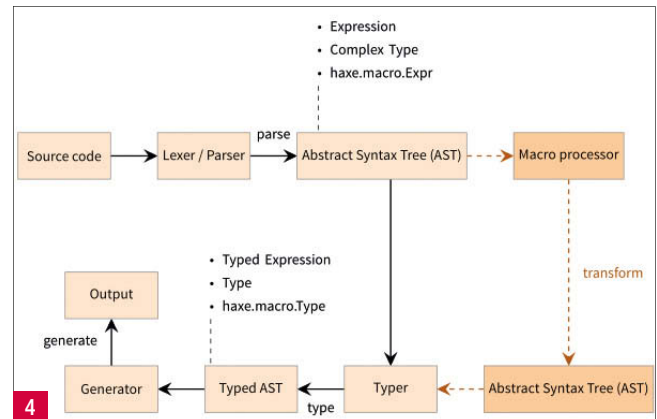 • Expression
• Complex Type
• haxe.macro.Expr
Source code
Lexer / Parser
parse
Abstract Syntax Tree (AST)
Macro processor
transform
• Typed Expression
• Type
• haxe.macro.Type
Output
generate
Generator
Typed AST
type
Typer
Abstract Syntax Tree (AST)
4